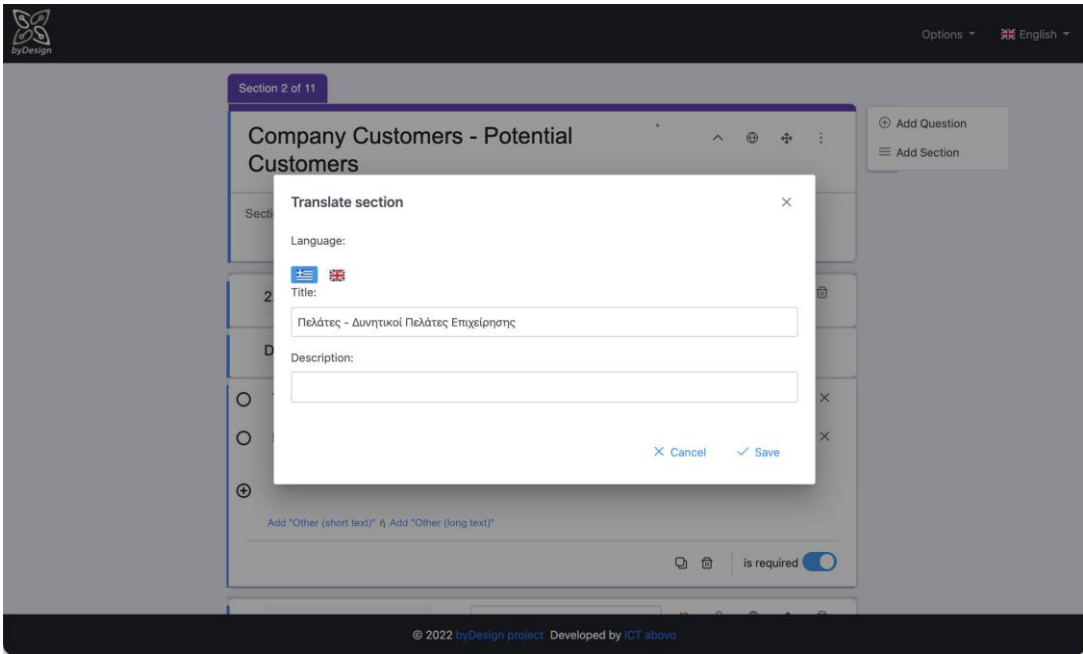 byDesign
Options
English
Section 2 of 11
Company Customers - Potential
Customers
Add Question
Add Section
Translate section
Secti
Language:
2
Title:
Πελάτες - Δυνητικοί Πελάτες Επιχείρησης
D
Description:
Cancel
Save
Add "Other (short text)" ή Add "Other (long text)"
is required
© 2022 byDesign project Developed by ICT abovo